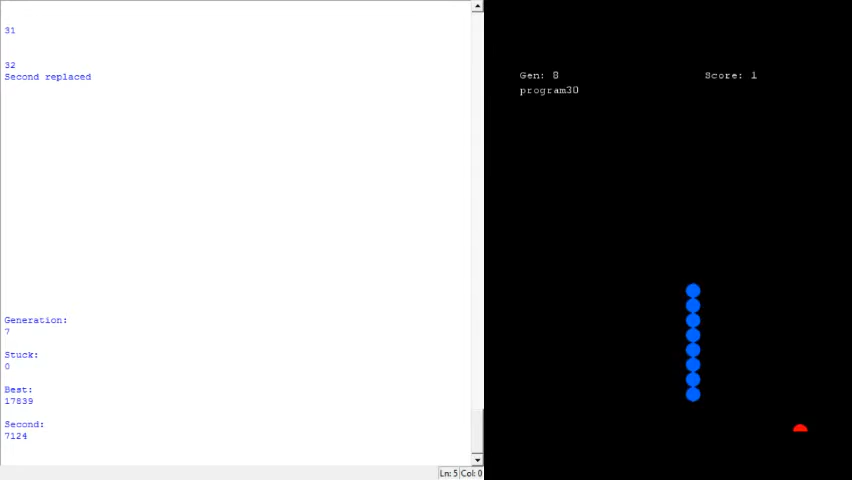 31
32
Second replaced
Generation:
7
Stuck:
0
Best:
17839
Second:
7124
Ln: 5 Col: 0
Gen: 8
Score: 1
program30